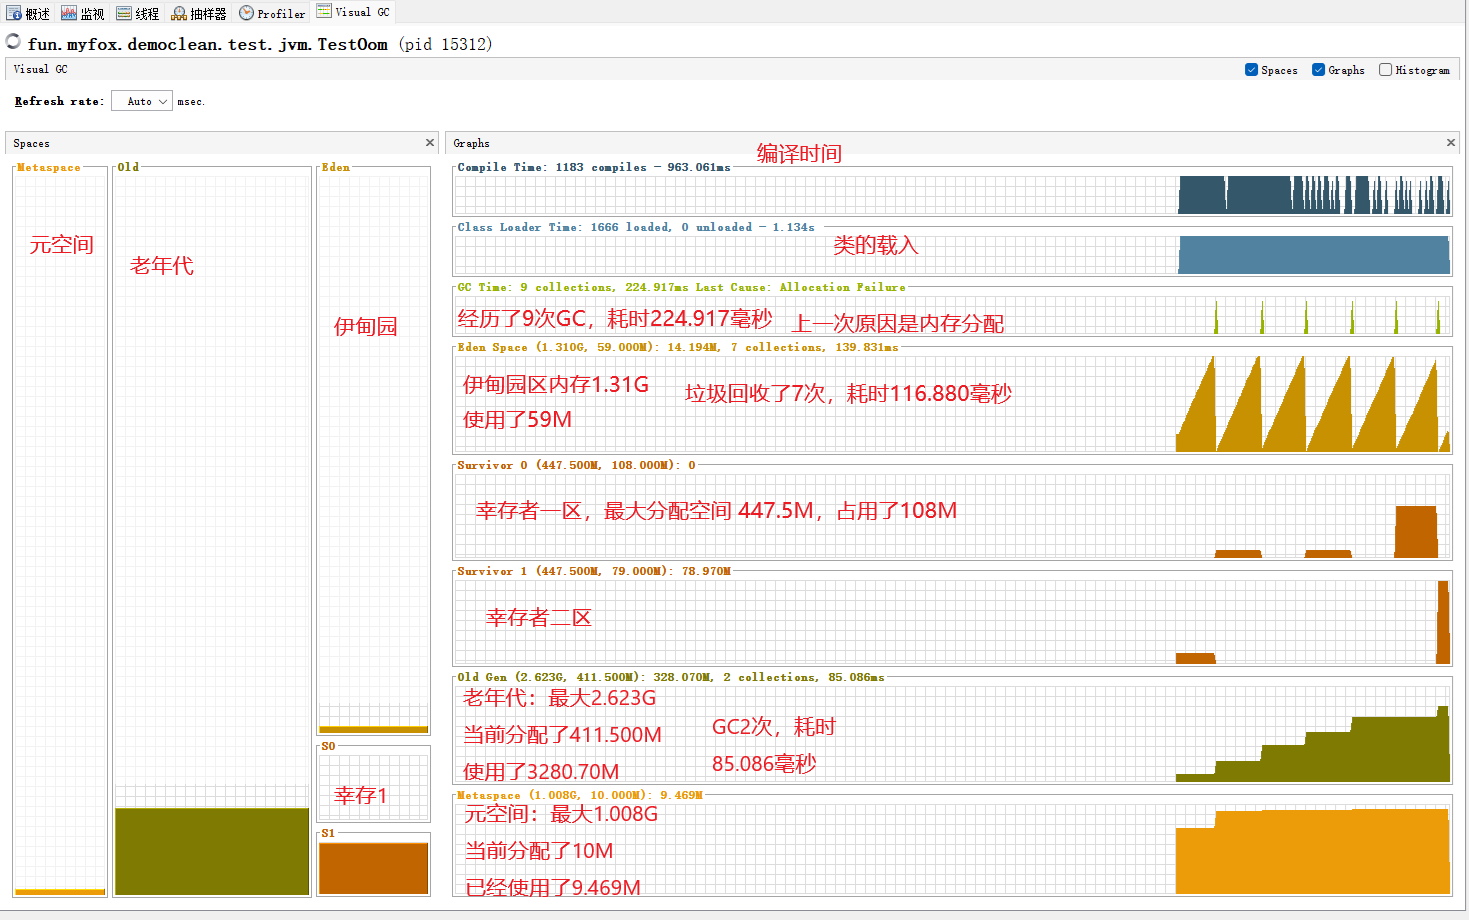 概述 监视 线程 抽样器 Profiler Visual GC
fun.myfox.democlean.test.jvm.TestOom (pid 15312)
Visual GC
Spaces Graphs Histogram
Refresh rate: Auto msec.
Spaces
Metaspace
元空间
Old
老年代
Eden
伊甸园
S0
幸存1
S1
Graphs
编译时间
Compile Time: 1183 compiles - 963.061ms
Class Loader Time: 1666 loaded, 0 unloaded - 1.134s
类的载入
GC Time: 9 collections, 224.917ms Last Cause: Allocation Failure
经历了9次GC，耗时224.917毫秒 上一次原因是内存分配
Eden Space (1.310G, 59.000M): 14.194M, 7 collections, 139.831ms
伊甸园区内存1.31G
使用了59M
垃圾回收了7次，耗时116.880毫秒
Survivor 0 (447.500M, 108.000M): 0
幸存者一区，最大分配空间 447.5M，占用了108M
Survivor 1 (447.500M, 79.000M): 78.970M
幸存者二区
Old Gen (2.623G, 411.500M): 328.070M, 2 collections, 85.086ms
老年代：最大2.623G
当前分配了411.500M
使用了3280.70M
GC2次，耗时
85.086毫秒
Metaspace (1.008G, 10.000M): 9.469M
元空间：最大1.008G
当前分配了10M
已经使用了9.469M